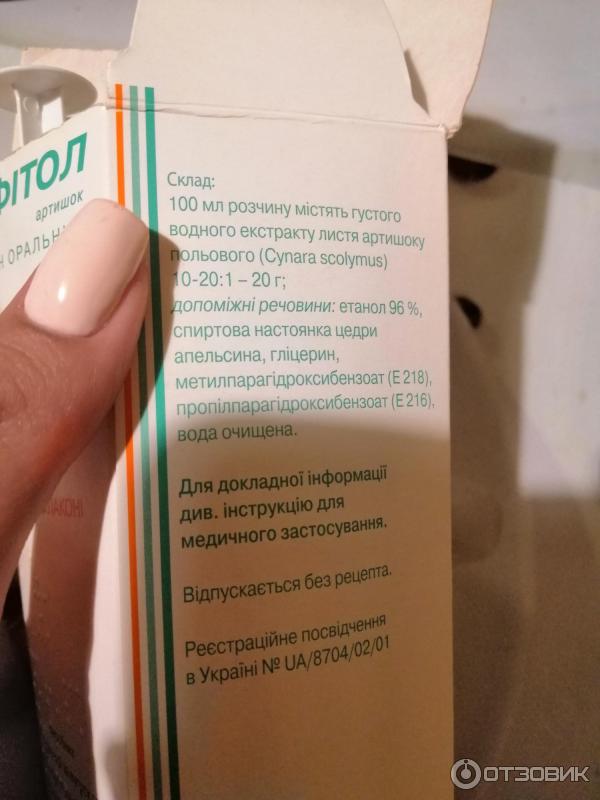 ФІТОЛ
артишок
Н ОРАЛЬНА
Склад:
100 мл розчину містять густого
водного екстракту листя артишоку
польового (Cynara scolymus)
10-20:1 – 20 г;
допоміжні речовини: етанол 96 %,
спиртова настоянка цедри
апельсина, гліцерин,
метилпарагідроксибензоат (Е 218),
пропілпарагідроксибензоат (Е 216),
вода очищена.
Для докладної інформації
див. інструкцію для
медичного застосування.
Відпускається без рецепта.
Реєстраційне посвідчення
в Україні № UA/8704/02/01
ОТЗОВИК